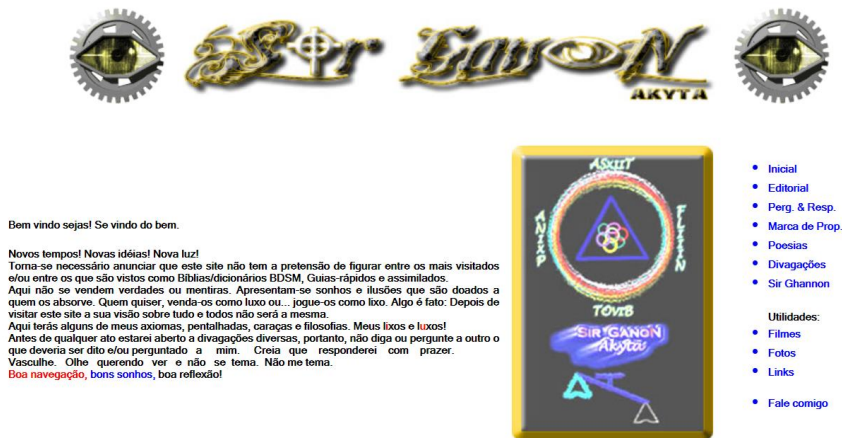 Sir Ganon
AKYTA
Bem vindo sejas! Se vindo do bem.
Novos tempos! Novas idéias! Nova luz!
Torna-se necessário anunciar que este site não tem a pretensão de figurar entre os mais visitados
e/ou entre os que são vistos como Bíblias/dicionários BDSM, Guias-rápidos e assimilados.
Aqui não se vendem verdades ou mentiras. Apresentam-se sonhos e ilusões que são doados a
quem os absorve. Quem quiser, venda-os como luxo ou... jogue-os como lixo. Algo é fato: Depois de
visitar este site a sua visão sobre tudo e todos não será a mesma.
Aqui terás alguns de meus axiomas, pentalhadas, caraças e filosofias. Meus lixos e luxos!
Antes de qualquer ato estarei aberto a divagações diversas, portanto, não diga ou pergunte a outro o
que deveria ser dito e/ou perguntado a mim. Creia que responderei com prazer.
Vasculhe. Olhe querendo ver e não se tema. Não me tema.
Boa navegação, bons sonhos, boa reflexão!
SIR GANON
Akyta
Inicial
Editorial
Perg. & Resp.
Marca de Prop.
Poesias
Divagações
Sir Ghannon
Utilidades:
Filmes
Fotos
Links
Fale comigo